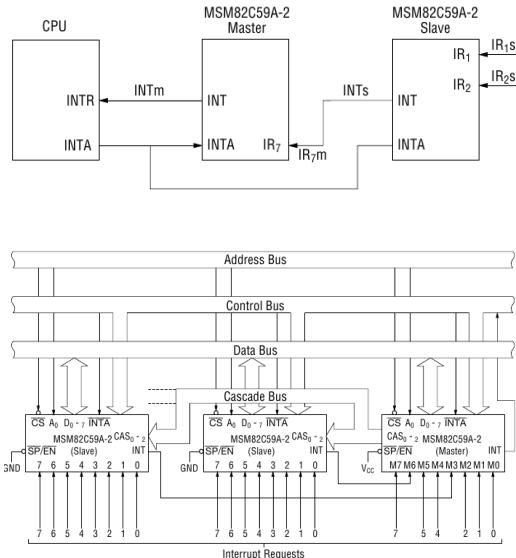 CPU
MSM82C59A-2
Master
MSM82C59A-2
Slave
IR1
IR1s
IR2
IR2s
INTR
INTm
INT
INTs
INT
INTA
INTA
IR7
IR7m
INTA
Address Bus
Control Bus
Data Bus
Cascade Bus
CS A0 D0~7 INTA
MSM82C59A-2 CAS0~2
(Slave)
SP/EN INT
7 6 5 4 3 2 1 0
GND
7 6 5 4 3 2 1 0
CS A0 D0~7 INTA
MSM82C59A-2 CAS0~2
(Slave)
SP/EN INT
7 6 5 4 3 2 1 0
GND
7 6 5 4 3 2 1 0
CS A0 D0~7 INTA
CAS0~2 MSM82C59A-2
(Master)
SP/EN INT
M7 M6 M5 M4 M3 M2 M1 M0
VCC
7 5 4 2 1 0
Interrupt Requests